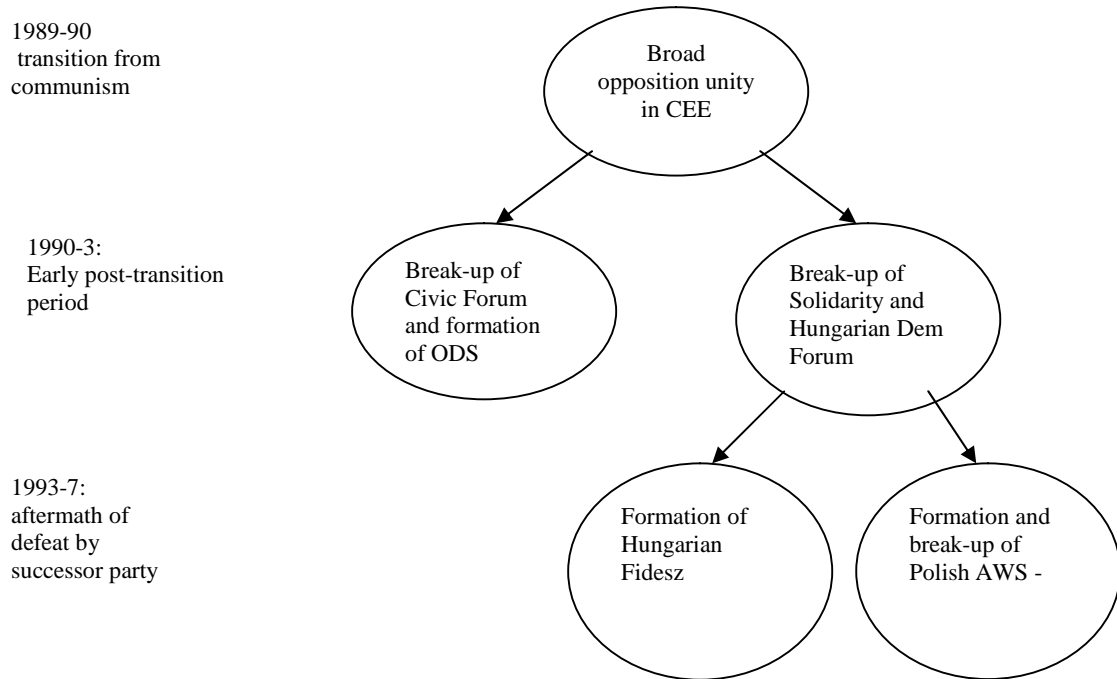 1989-90
transition from
communism
Broad
opposition unity
in CEE
1990-3:
Early post-transition
period
Break-up of
Civic Forum
and formation
of ODS
Break-up of
Solidarity and
Hungarian Dem
Forum
1993-7:
aftermath of
defeat by
successor party
Formation of
Hungarian
Fidesz
Formation and
break-up of
Polish AWS -